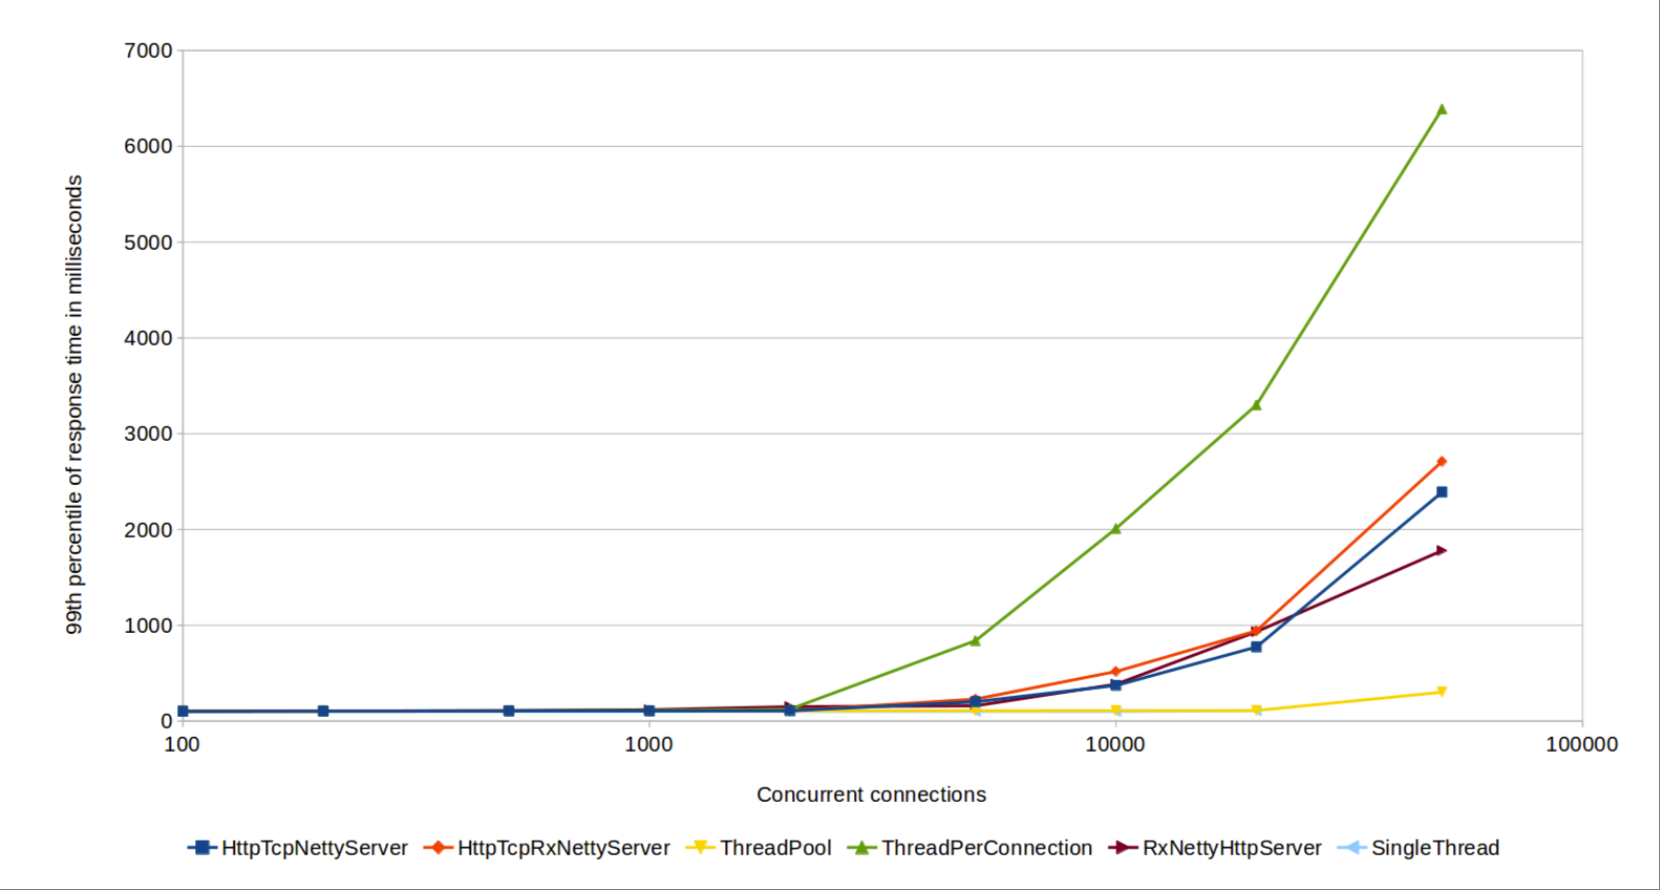 7000
6000
5000
4000
3000
2000
1000
0
99th percentile of response time in milliseconds
100 1000 10000 100000
Concurrent connections
HttpTcpNettyServer HttpTcpRxNettyServer ThreadPool ThreadPerConnection RxNettyHttpServer SingleThread